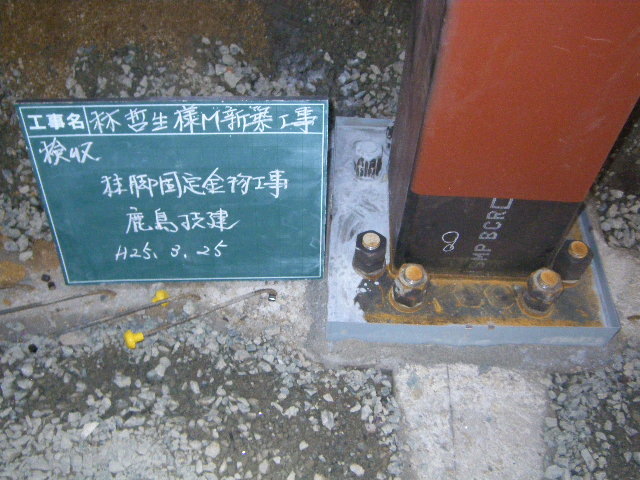 工事名 林哲生様M新築工事
検収
柱脚固定金物工事
鹿島技建
H25.3.25
8
BCR